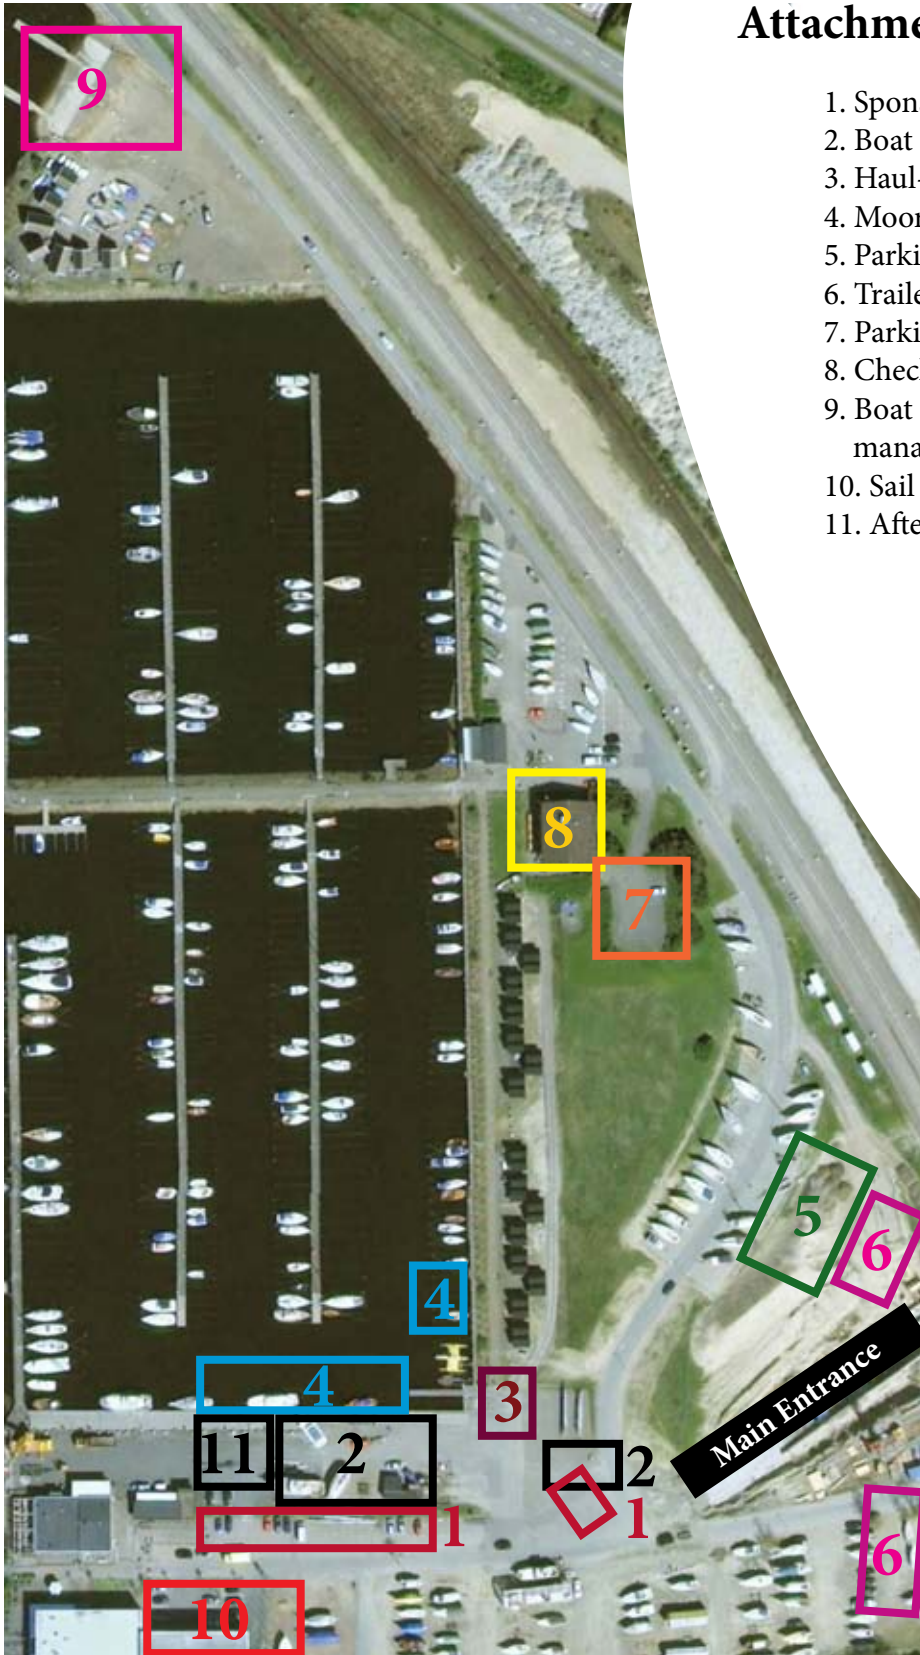 Attachme
1. Spon
2. Boat
3. Haul-
4. Moor
5. Parki
6. Traile
7. Parki
8. Chec
9. Boat
mana
10. Sail
11. Afte
9
8
7
5
6
4
4
3
Main Entrance
11
2
2
1
1
6
10